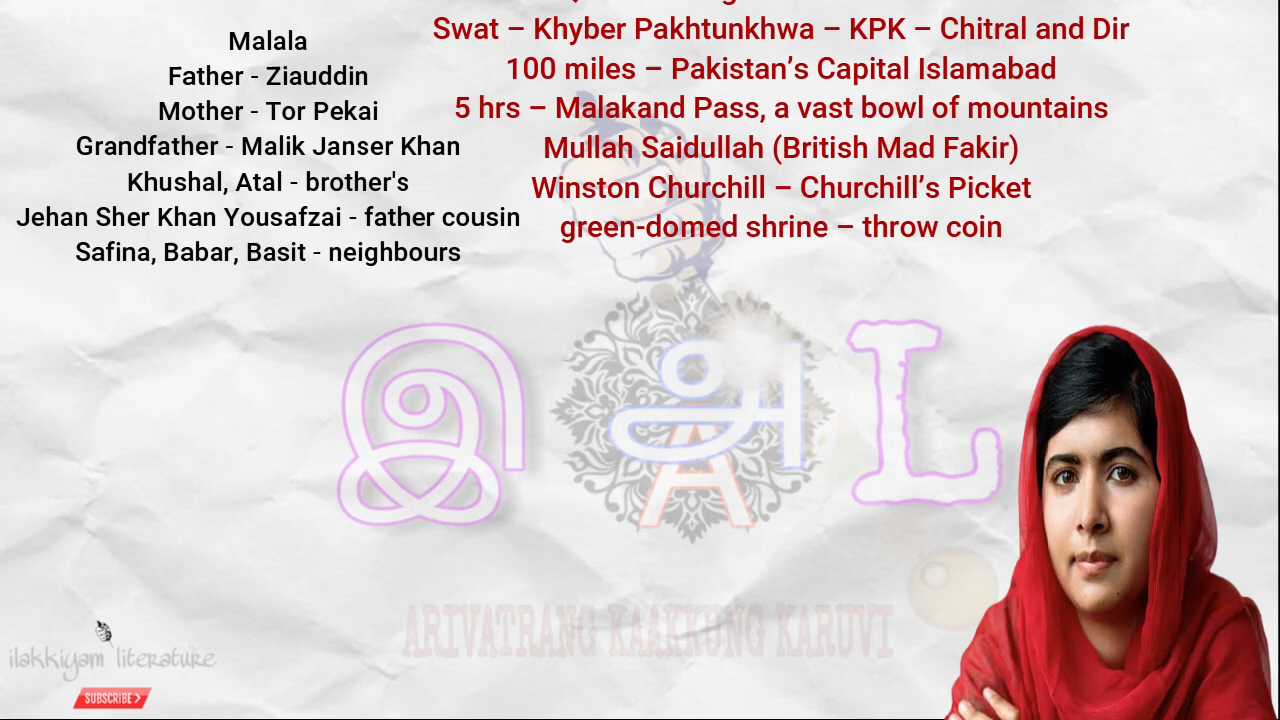 Malala
Father - Ziauddin
Mother - Tor Pekai
Grandfather - Malik Janser Khan
Khushal, Atal - brother's
Jehan Sher Khan Yousafzai - father cousin
Safina, Babar, Basit - neighbours
Swat – Khyber Pakhtunkhwa – KPK – Chitral and Dir
100 miles – Pakistan’s Capital Islamabad
5 hrs – Malakand Pass, a vast bowl of mountains
Mullah Saidullah (British Mad Fakir)
Winston Churchill – Churchill’s Picket
green-domed shrine – throw coin
இ அ L
A
ARIVATRANG KAAKKUNG KARUVI
ilakkiyam literature
SUBSCRIBE >